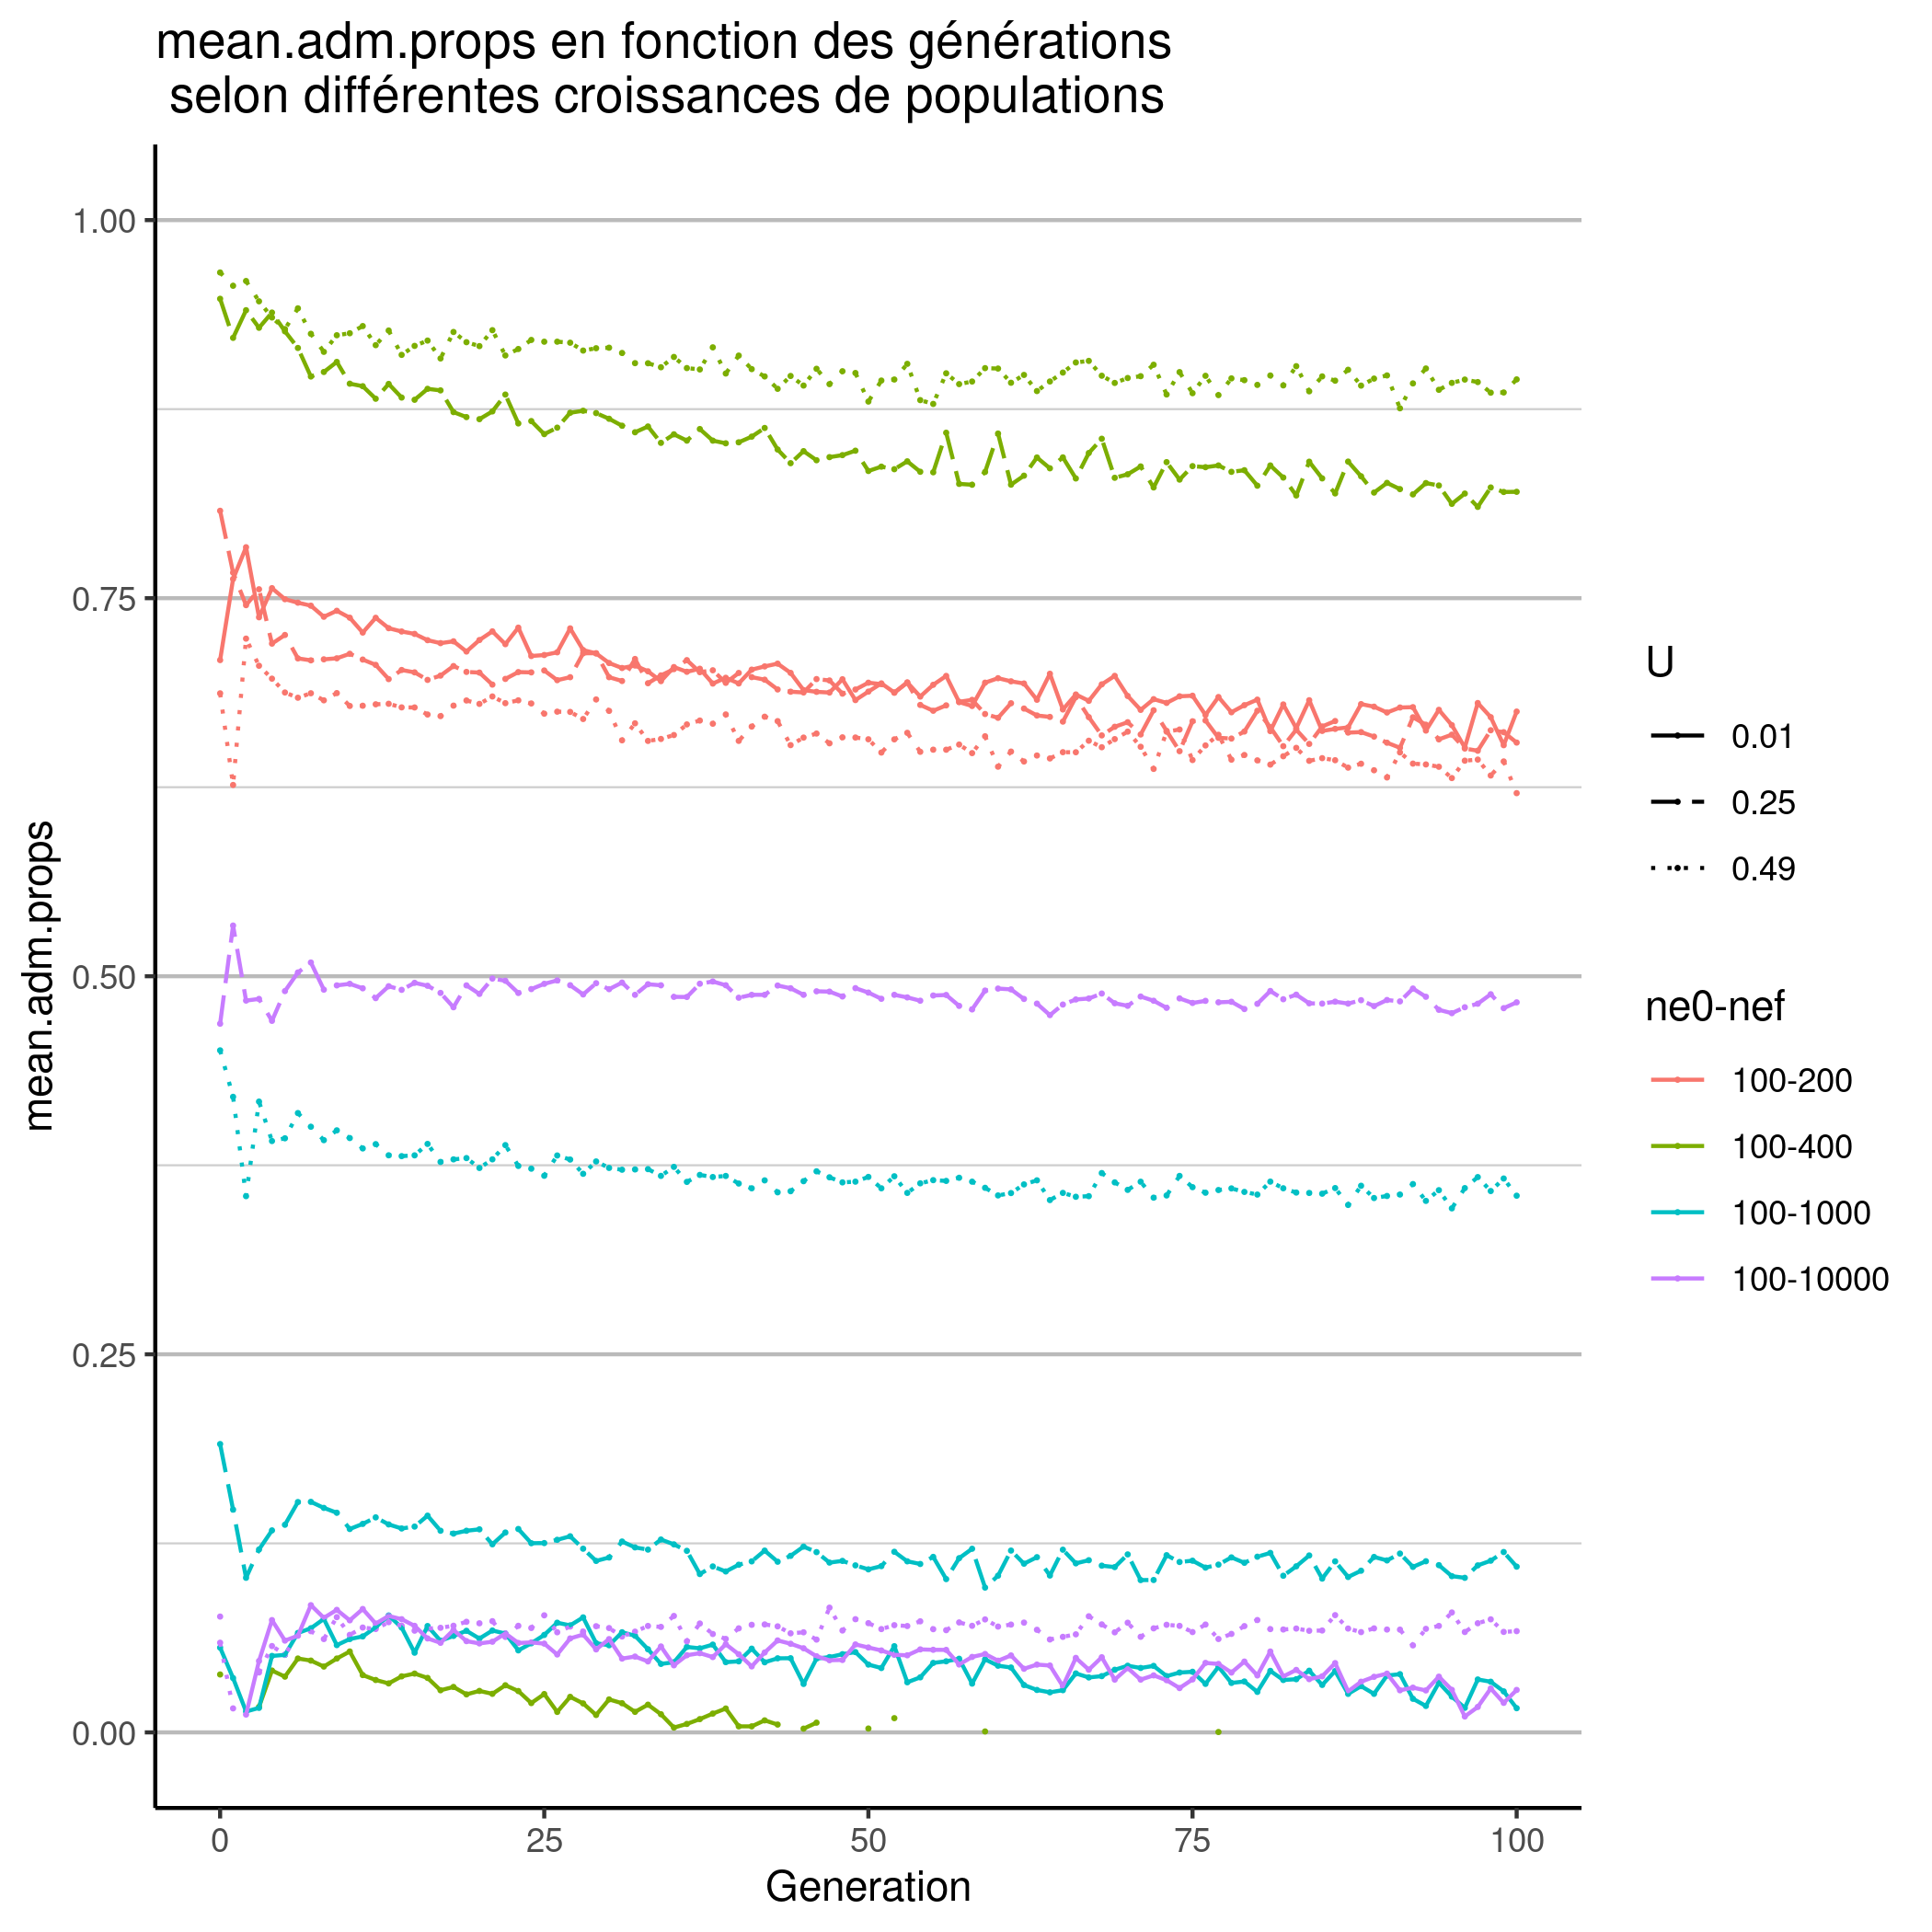 mean.adm.props en fonction des générations
selon différentes croissances de populations
mean.adm.props
1.00
0.75
0.50
0.25
0.00
0
25
50
75
100
Generation
U
0.01
0.25
0.49
ne0-nef
100-200
100-400
100-1000
100-10000